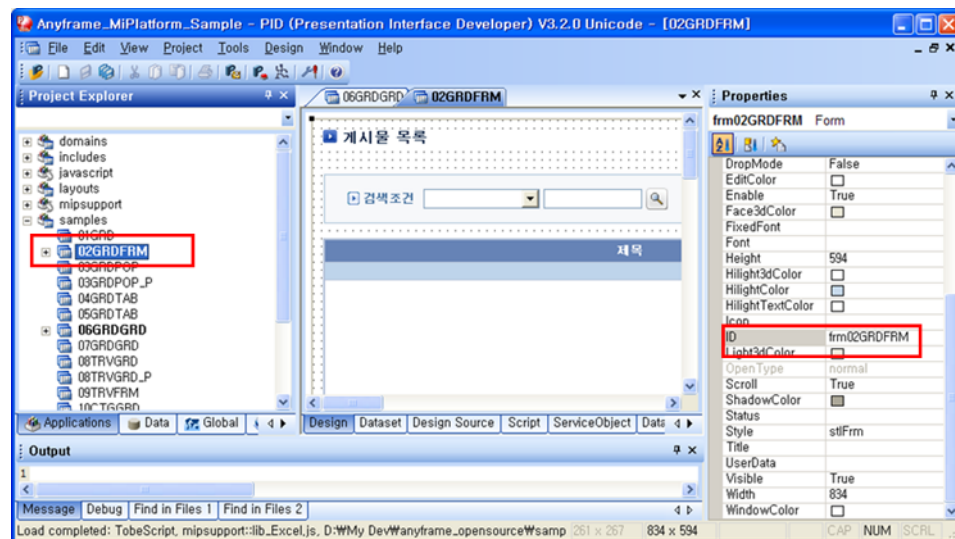 Anyframe_MiPlatform_Sample - PID (Presentation Interface Developer) V3.2.0 Unicode - [02GRDFRM]
File Edit View Project Tools Design Window Help
Project Explorer
domains
includes
javascript
layouts
mipsupport
samples
01GRD
02GRDFRM
03GRDPOP
03GRDPOP_P
04GRDTAB
05GRDTAB
06GRDGRD
07GRDGRD
08TRVGRD
08TRVGRD_P
09TRVFRM
10CTGGRD
Applications Data Global
06GRDGRD 02GRDFRM
게시물 목록
검색조건
제목
Design Dataset Design Source Script ServiceObject Data
Properties
frm02GRDFRM Form
DropMode False
EditColor
Enable True
Face3dColor
FixedFont
Font
Height 594
Hilight3dColor
HilightColor
HilightTextColor
Icon
ID frm02GRDFRM
Light3dColor
OpenType normal
Scroll True
ShadowColor
Status
Style stlFrm
Title
UserData
Visible True
Width 834
WindowColor
Output
1
Message Debug Find in Files 1 Find in Files 2
Load completed: TobeScript, mipsupport::lib_Excel.js, D:₩My Dev₩anyframe_opensource₩samp 261 x 267 834 x 594 CAP NUM SCRL